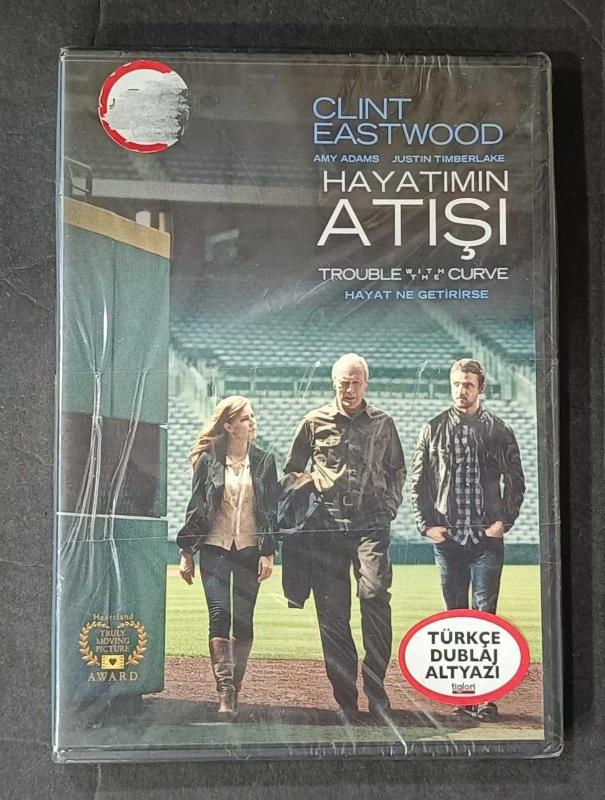 CLINT
EASTWOOD
AMY ADAMS JUSTIN TIMBERLAKE
HAYATIMIN
ATIŞI
TROUBLE WITH THE CURVE
HAYAT NE GETİRİRSE
Heartland
TRULY
MOVING
PICTURE
AWARD
TÜRKÇE
DUBLAJ
ALTYAZI
tiglon